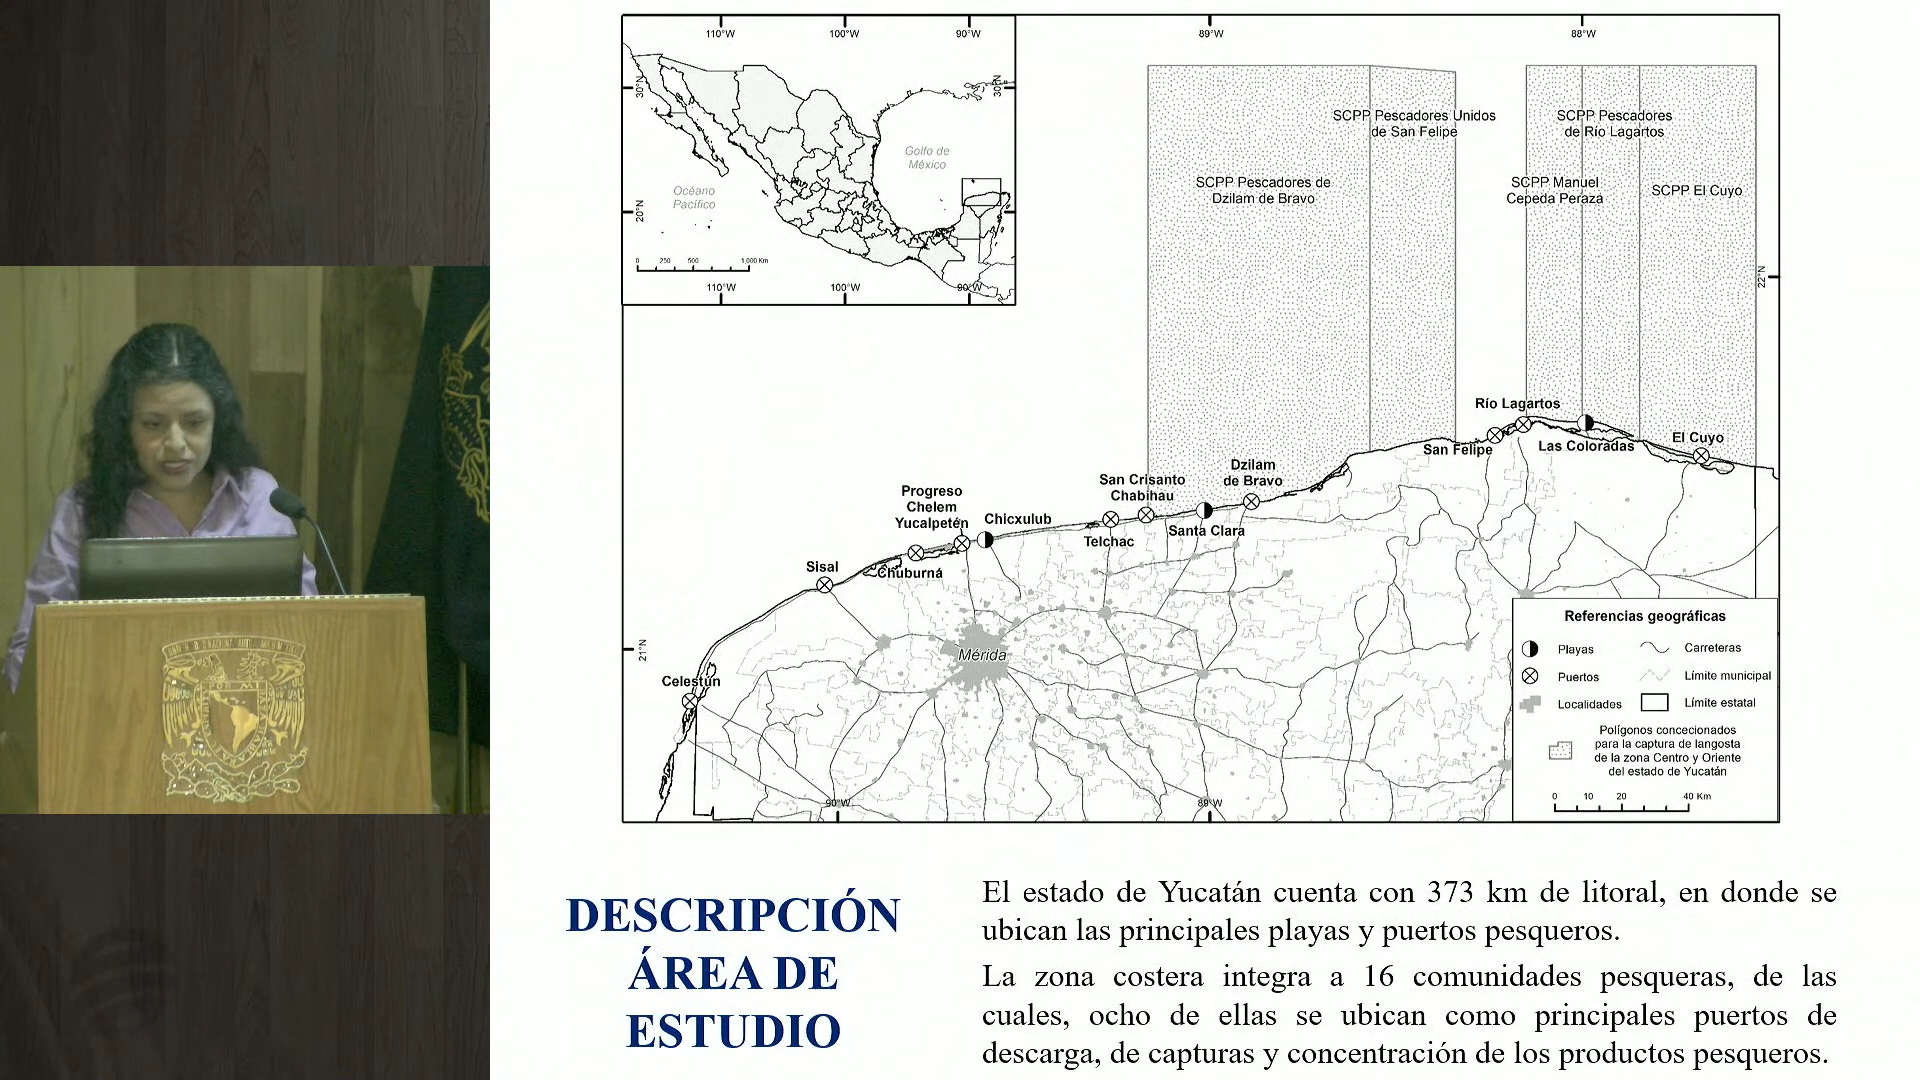 110°W
100°W
90°W
30°N
30°N
Golfo de
México
Océano
Pacífico
20°N
0 250 500 1,000 Km
110°W
100°W
90°W
89°W
88°W
SCPP Pescadores Unidos
de San Felipe
SCPP Pescadores
de Río Lagartos
SCPP Pescadores de
Dzilam de Bravo
SCPP Manuel
Cepeda Peraza
SCPP El Cuyo
22°N
Río Lagartos
San Felipe
Las Coloradas
El Cuyo
Dzilam
de Bravo
San Crisanto
Chabihau
Santa Clara
Telchac
Progreso
Chelem
Yucalpetén
Chicxulub
Chuburná
Sisal
21°N
Mérida
Celestún
90°W
89°W
Referencias geográficas
Playas
Carreteras
Puertos
Límite municipal
Localidades
Límite estatal
Polígonos concecionados
para la captura de langosta
de la zona Centro y Oriente
del estado de Yucatán
0 10 20 40 Km
DESCRIPCIÓN
ÁREA DE
ESTUDIO
El estado de Yucatán cuenta con 373 km de litoral, en donde se
ubican las principales playas y puertos pesqueros.
La zona costera integra a 16 comunidades pesqueras, de las
cuales, ocho de ellas se ubican como principales puertos de
descarga, de capturas y concentración de los productos pesqueros.